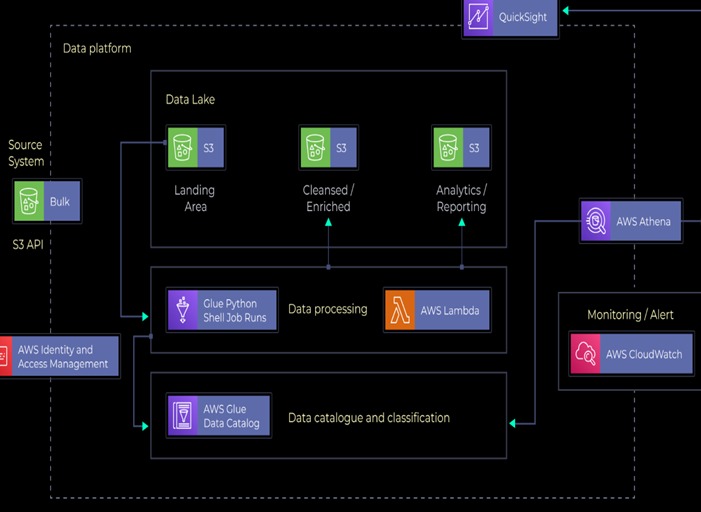 QuickSight
Data platform
Data Lake
Source
System
S3
S3
S3
Landing
Area
Cleansed /
Enriched
Analytics /
Reporting
Bulk
S3 API
AWS Athena
Glue Python
Shell Job Runs
Data processing
AWS Lambda
Monitoring / Alert
AWS Identity and
Access Management
AWS CloudWatch
AWS Glue
Data Catalog
Data catalogue and classification